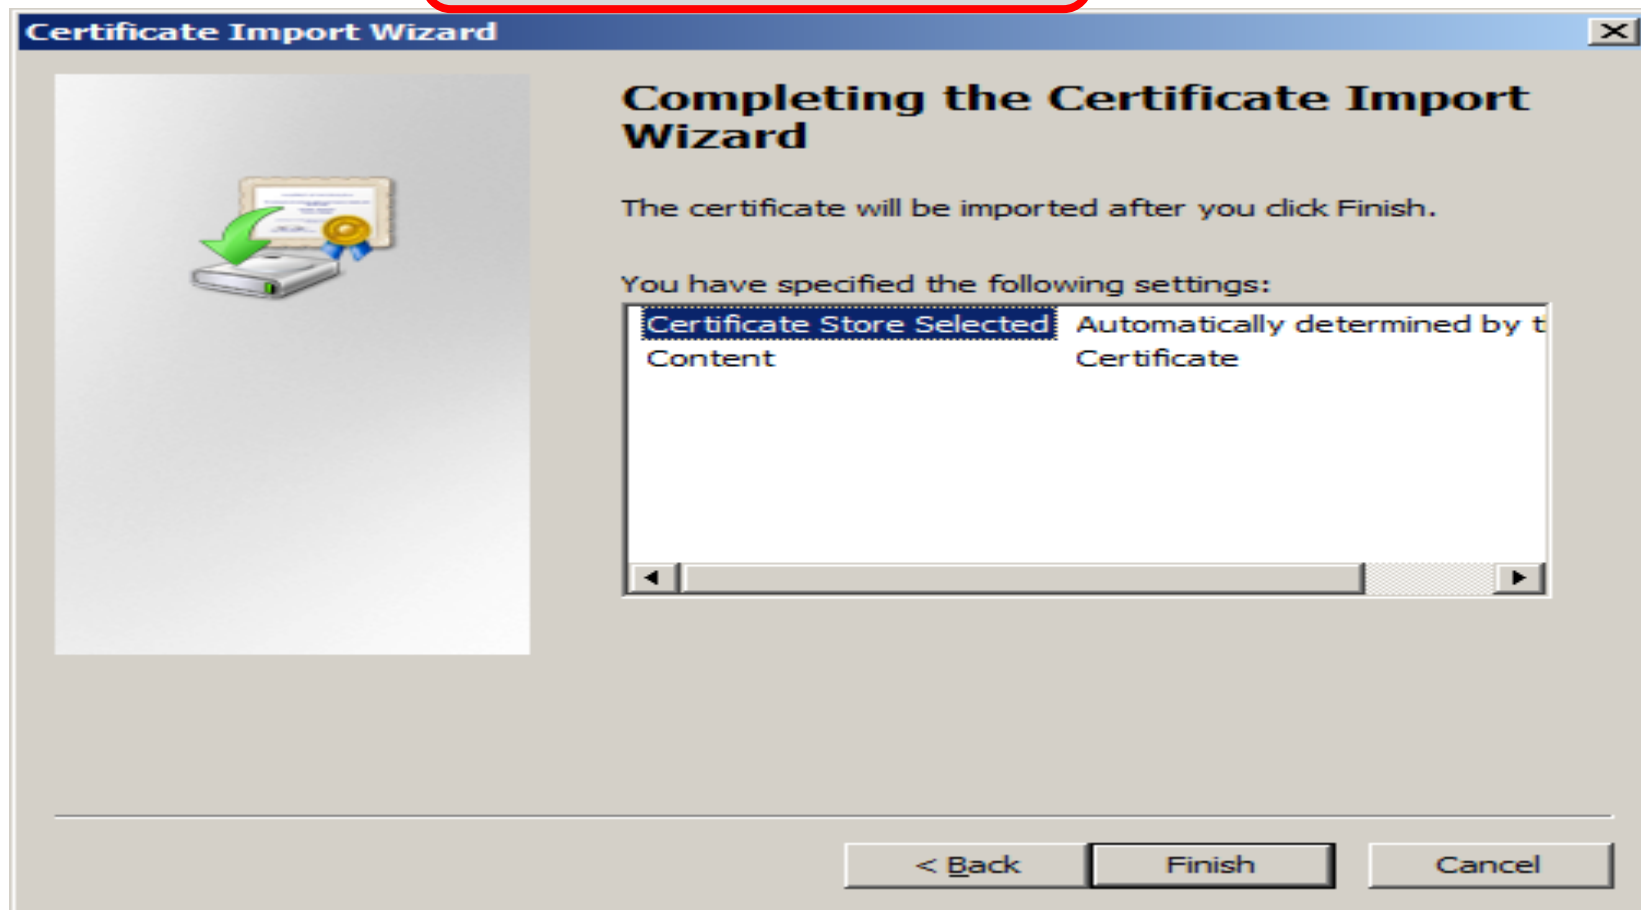 Certificate Import Wizard
Completing the Certificate Import
Wizard
The certificate will be imported after you click Finish.
You have specified the following settings:
Certificate Store Selected Automatically determined by t
Content Certificate
< Back Finish Cancel